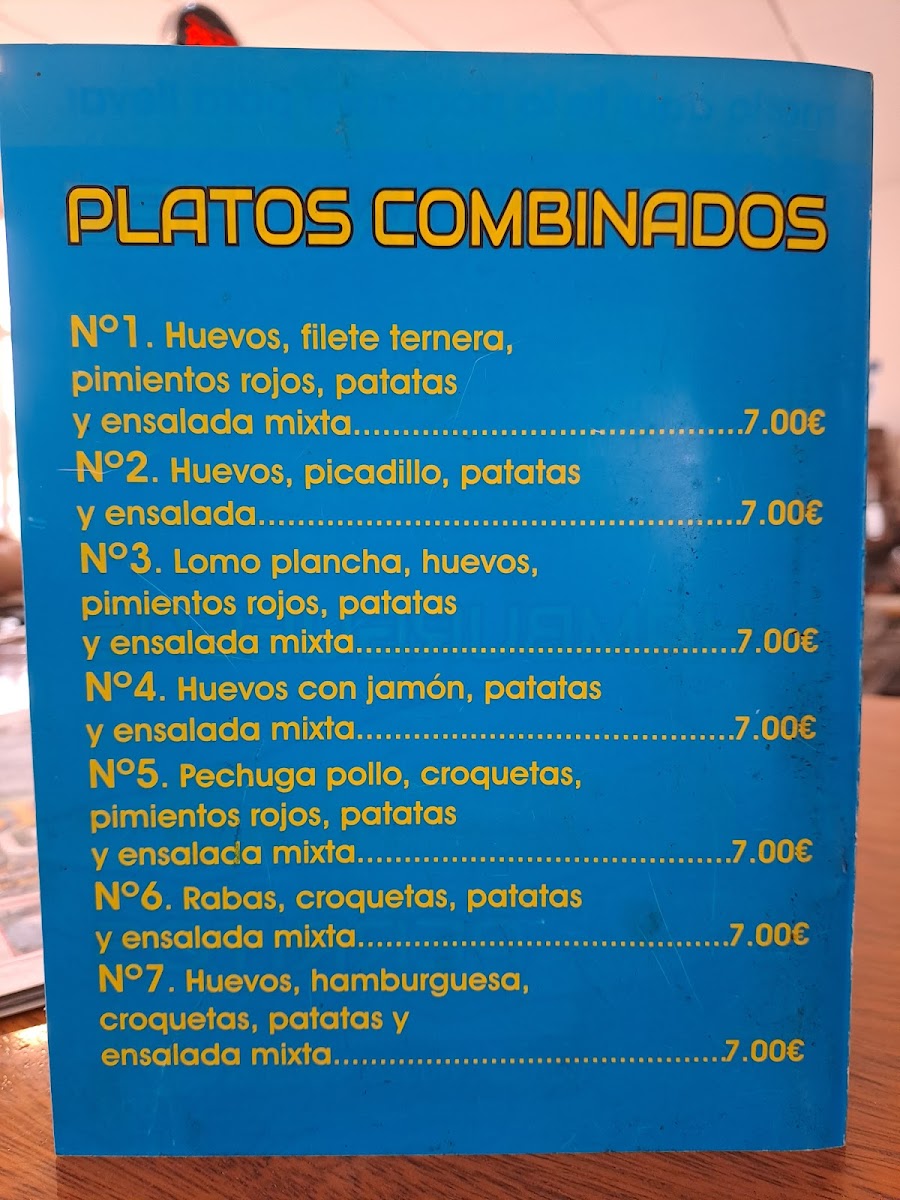 PLATOS COMBINADOS
Nº1. Huevos, filete ternera,
pimientos rojos, patatas
y ensalada mixta.......................................7.00€
Nº2. Huevos, picadillo, patatas
y ensalada................................................7.00€
Nº3. Lomo plancha, huevos,
pimientos rojos, patatas
y ensalada mixta.......................................7.00€
Nº4. Huevos con jamón, patatas
y ensalada mixta.......................................7.00€
Nº5. Pechuga pollo, croquetas,
pimientos rojos, patatas
y ensalada mixta.......................................7.00€
Nº6. Rabas, croquetas, patatas
y ensalada mixta.......................................7.00€
Nº7. Huevos, hamburguesa,
croquetas, patatas y
ensalada mixta.........................................7.00€